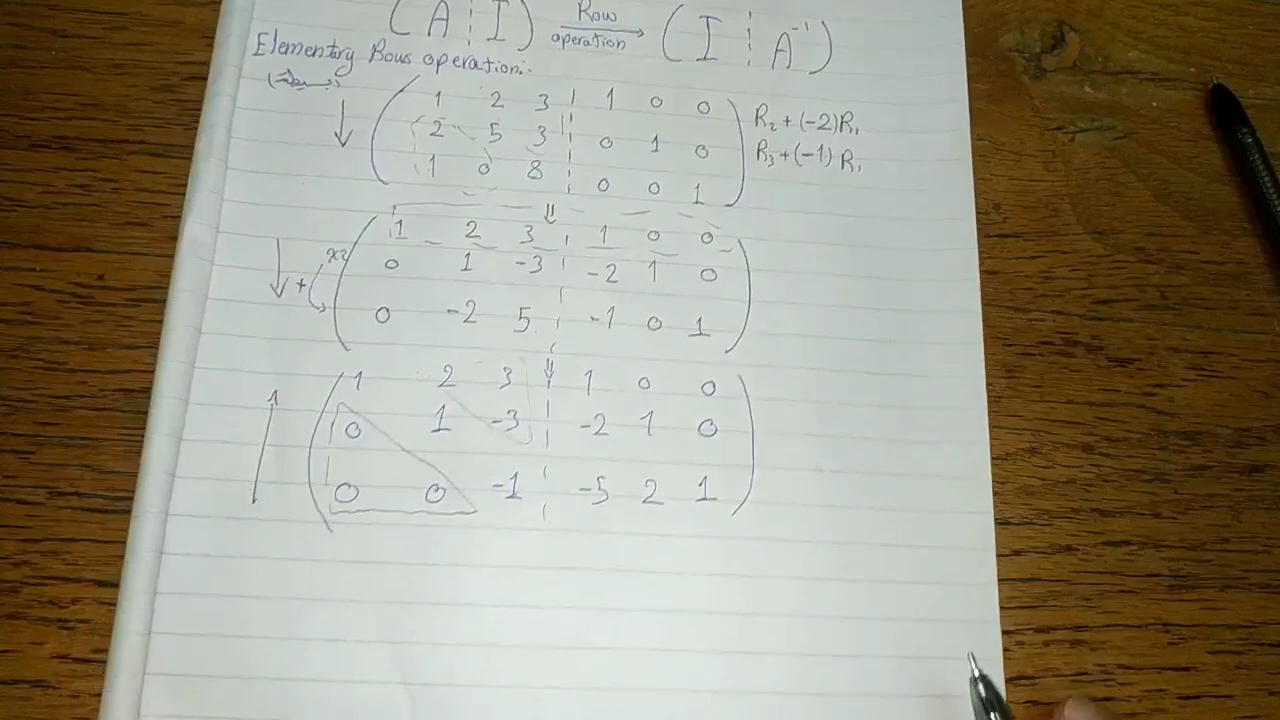 ( A ┆ I ) Row operation → ( I ┆ A⁻¹ )
Elementary Rows operation:.
( 1 2 3 ┆ 1 0 0 ) R₂+(-2)R₁
2 5 3 ┆ 0 1 0 R₃+(-1)R₁
1 0 8 ┆ 0 0 1
⇓
1 2 3 ┆ 1 0 0
x2 0 1 -3 ┆ -2 1 0
+ 0 -2 5 ┆ -1 0 1
⇓
1 2 3 ┆ 1 0 0
0 1 -3 ┆ -2 1 0
0 0 -1 ┆ -5 2 1